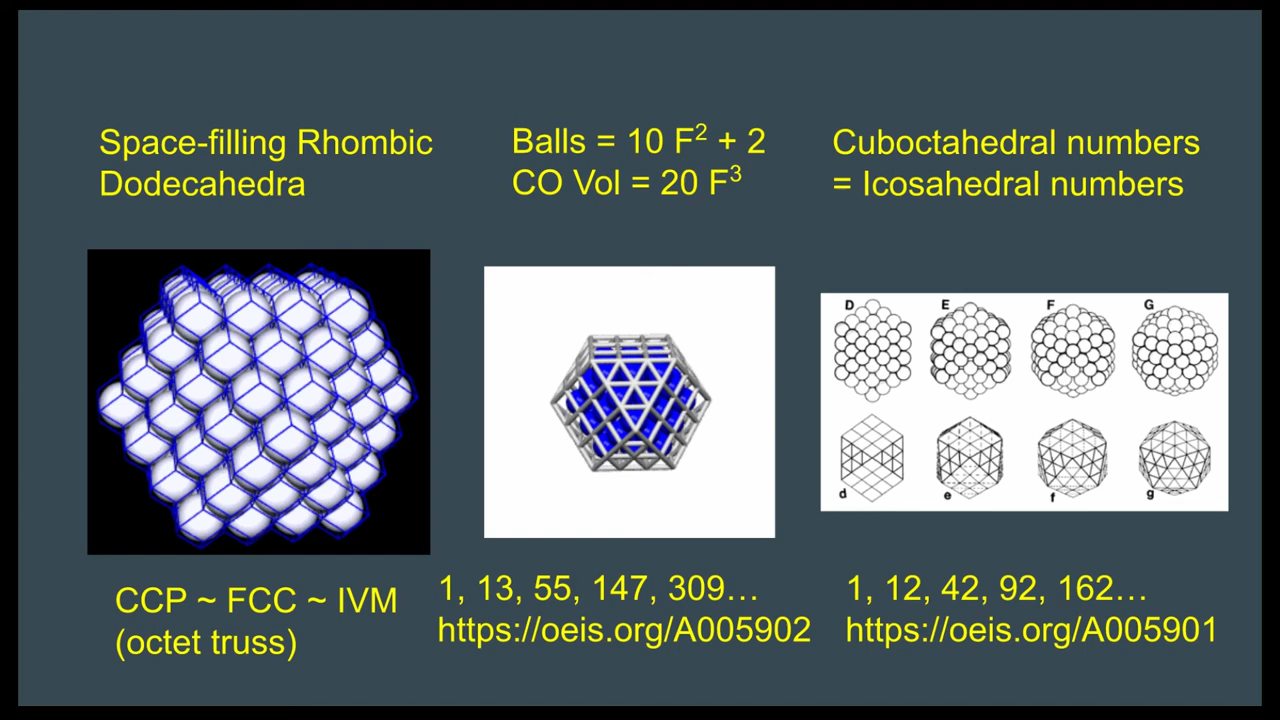 Space-filling Rhombic
Dodecahedra
Balls = 10 F² + 2
CO Vol = 20 F³
Cuboctahedral numbers
= Icosahedral numbers
D E F G
d e f g
CCP ~ FCC ~ IVM
(octet truss)
1, 13, 55, 147, 309…
https://oeis.org/A005902
1, 12, 42, 92, 162…
https://oeis.org/A005901